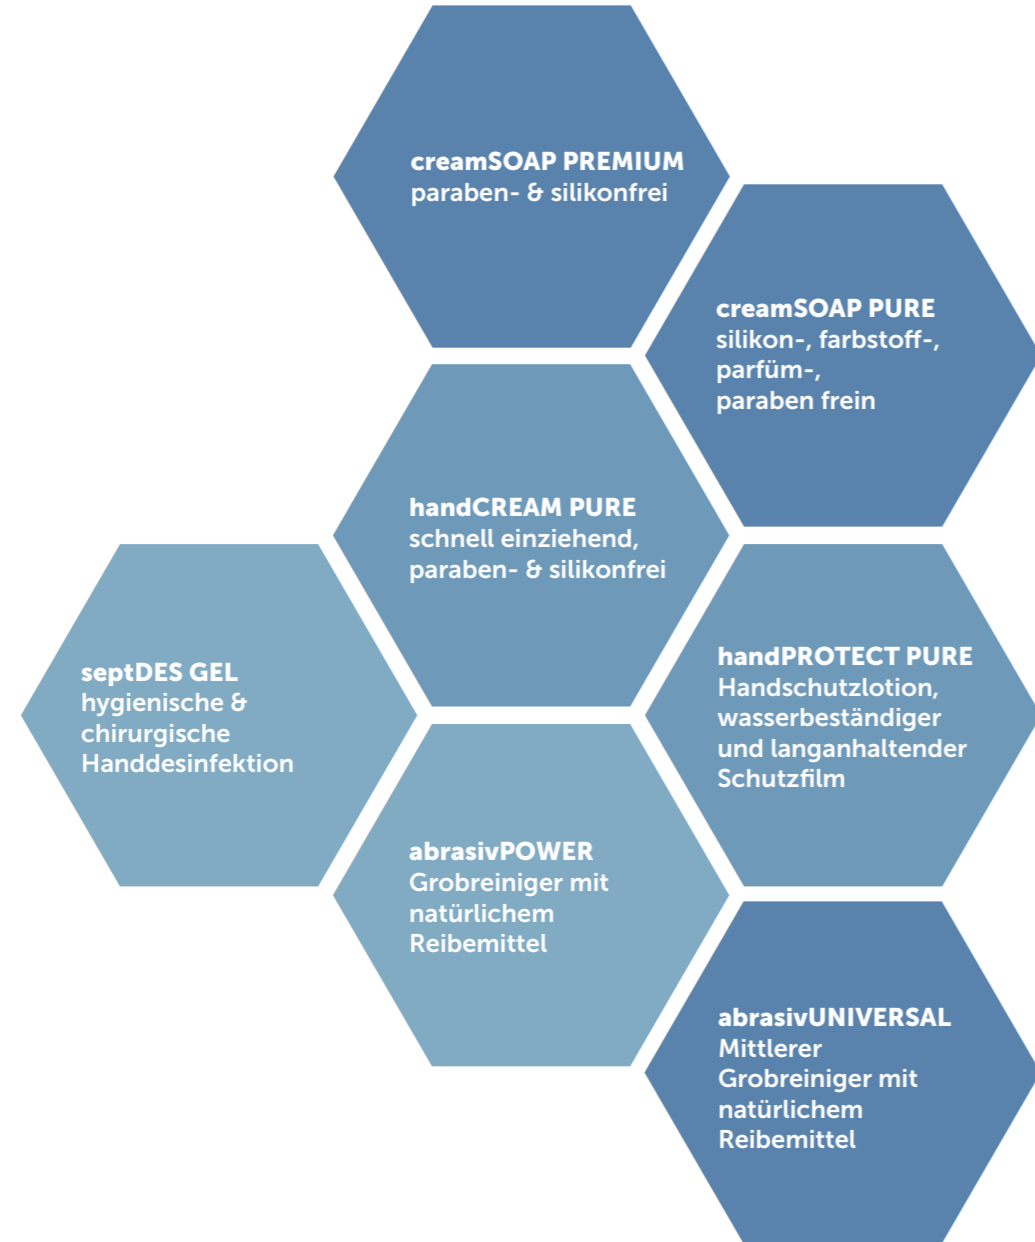 creamSOAP PREMIUM
paraben- & silikonfrei
creamSOAP PURE
silikon-, farbstoff-,
parfüm-,
paraben frein
handCREAM PURE
schnell einziehend,
paraben- & silikonfrei
septDES GEL
hygienische &
chirurgische
Handdesinfektion
handPROTECT PURE
Handschutzlotion,
wasserbeständiger
und langanhaltender
Schutzfilm
abrasivPOWER
Grobreiniger mit
natürlichem
Reibemittel
abrasivUNIVERSAL
Mittlerer
Grobreiniger mit
natürlichem
Reibemittel